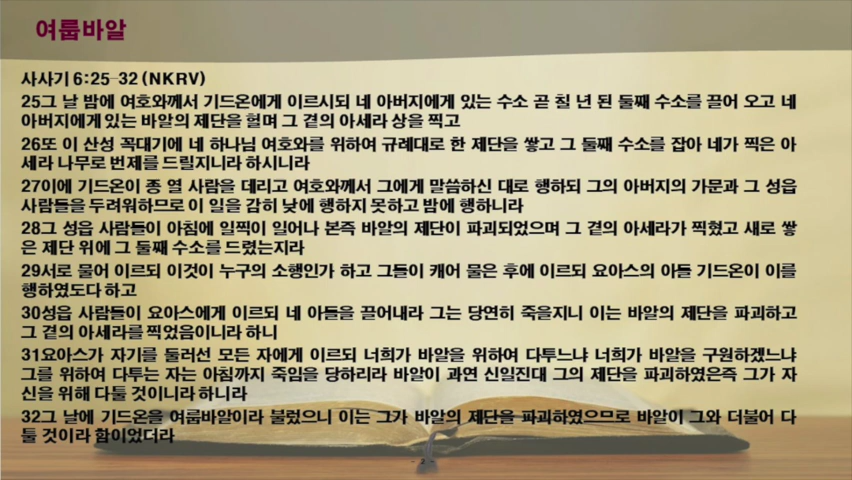 여룹바알
사사기 6:25-32 (NKRV)
25그 날 밤에 여호와께서 기드온에게 이르시되 네 아버지에게 있는 수소 곧 칠 년 된 둘째 수소를 끌어 오고 네
아버지에게 있는 바알의 제단을 헐며 그 곁의 아세라 상을 찍고
26또 이 산성 꼭대기에 네 하나님 여호와를 위하여 규례대로 한 제단을 쌓고 그 둘째 수소를 잡아 네가 찍은 아
세라 나무로 번제를 드릴지니라 하시니라
27이에 기드온이 종 열 사람을 데리고 여호와께서 그에게 말씀하신 대로 행하되 그의 아버지의 가문과 그 성읍
사람들을 두려워하므로 이 일을 감히 낮에 행하지 못하고 밤에 행하니라
28그 성읍 사람들이 아침에 일찍이 일어나 본즉 바알의 제단이 파괴되었으며 그 곁의 아세라가 찍혔고 새로 쌓
은 제단 위에 그 둘째 수소를 드렸는지라
29서로 물어 이르되 이것이 누구의 소행인가 하고 그들이 캐어 물은 후에 이르되 요아스의 아들 기드온이 이를
행하였도다 하고
30성읍 사람들이 요아스에게 이르되 네 아들을 끌어내라 그는 당연히 죽을지니 이는 바알의 제단을 파괴하고
그 곁의 아세라를 찍었음이니라 하니
31요아스가 자기를 둘러선 모든 자에게 이르되 너희가 바알을 위하여 다투느냐 너희가 바알을 구원하겠느냐
그를 위하여 다투는 자는 아침까지 죽임을 당하리라 바알이 과연 신일진대 그의 제단을 파괴하였은즉 그가 자
신을 위해 다툴 것이니라 하니라
32그 날에 기드온을 여룹바알이라 불렀으니 이는 그가 바알의 제단을 파괴하였으므로 바알이 그와 더불어 다
툴 것이라 함이었더라